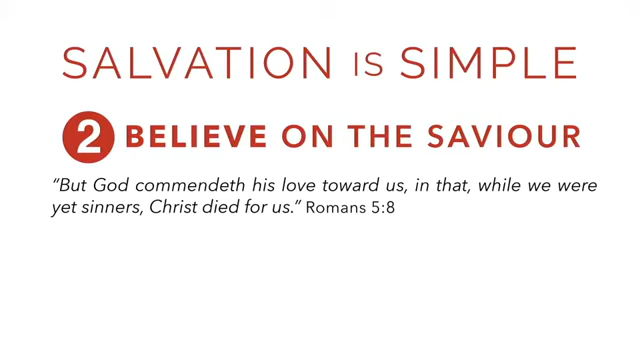 SALVATION IS SIMPLE
2 BELIEVE ON THE SAVIOUR
“But God commendeth his love toward us, in that, while we were
yet sinners, Christ died for us.” Romans 5:8